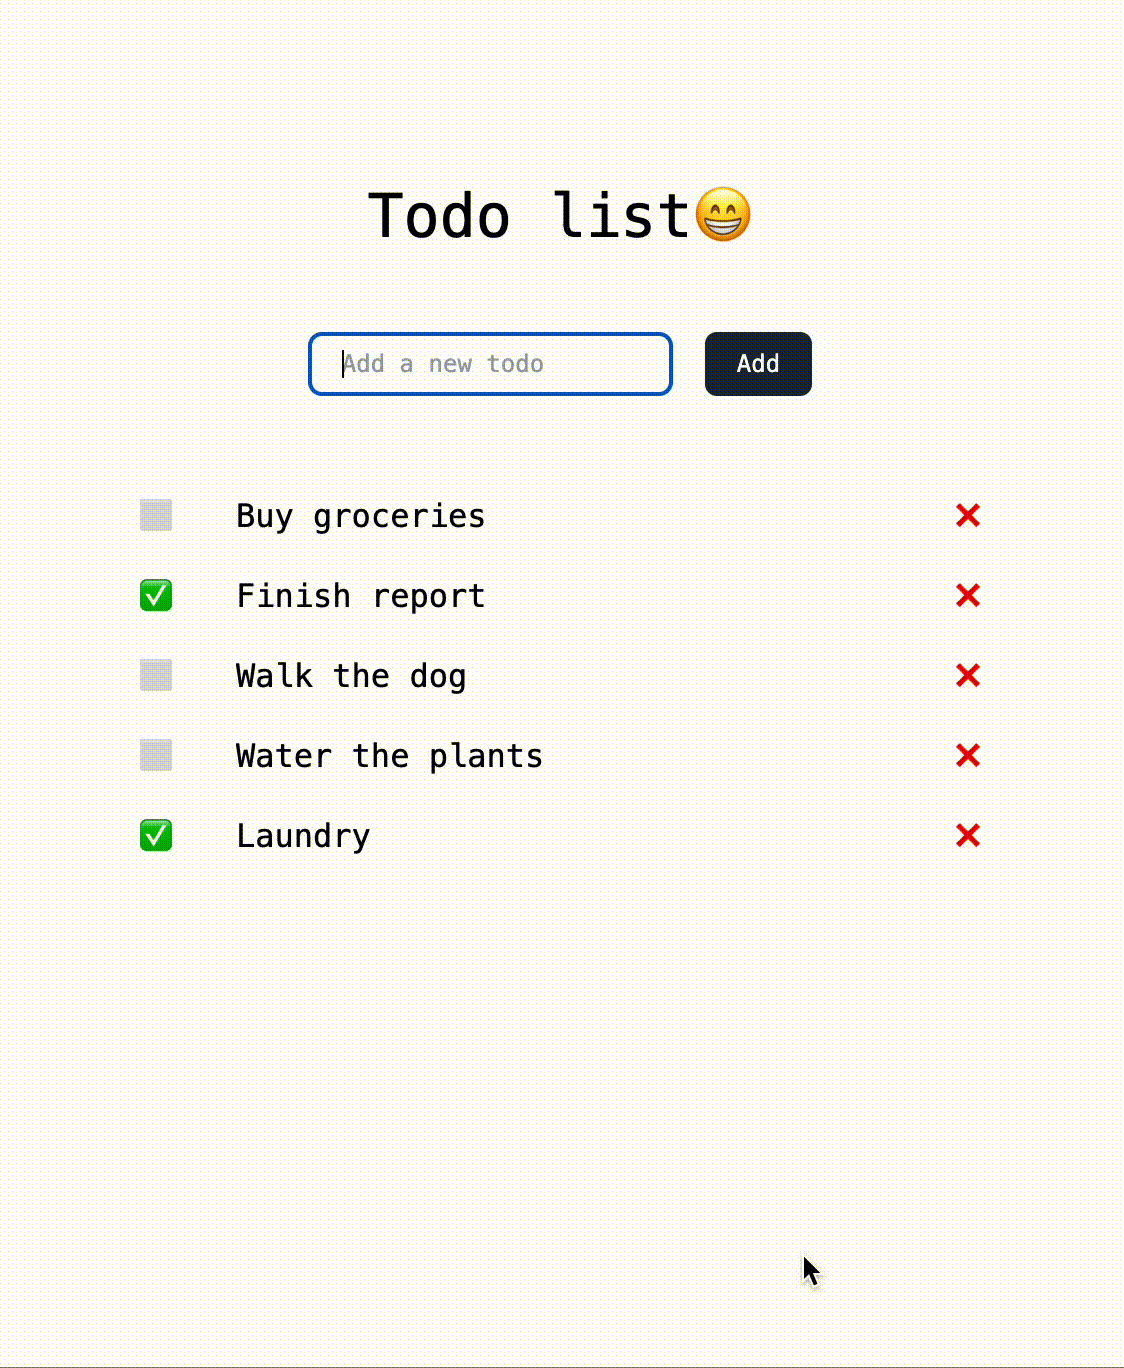 Todo list😁
Add a new todo
Add
Buy groceries
Finish report
Walk the dog
Water the plants
Laundry